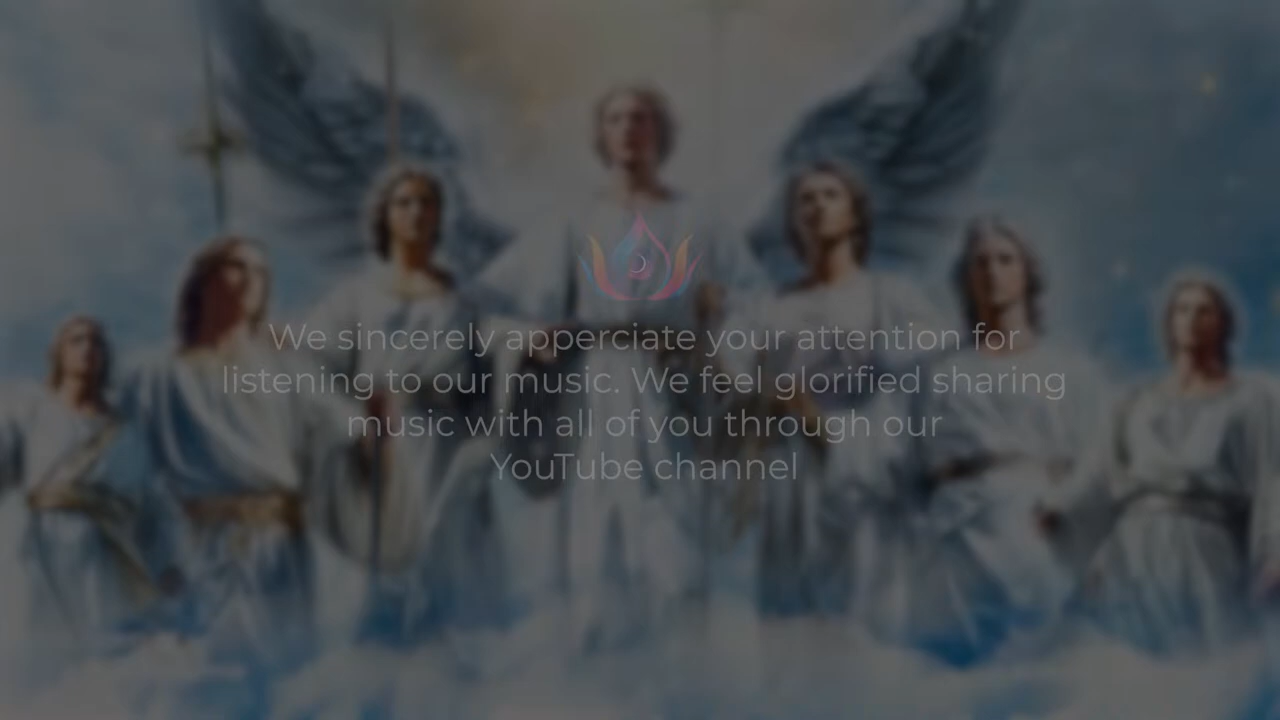 We sincerely apperciate your attention for
listening to our music. We feel glorified sharing
music with all of you through our
YouTube channel